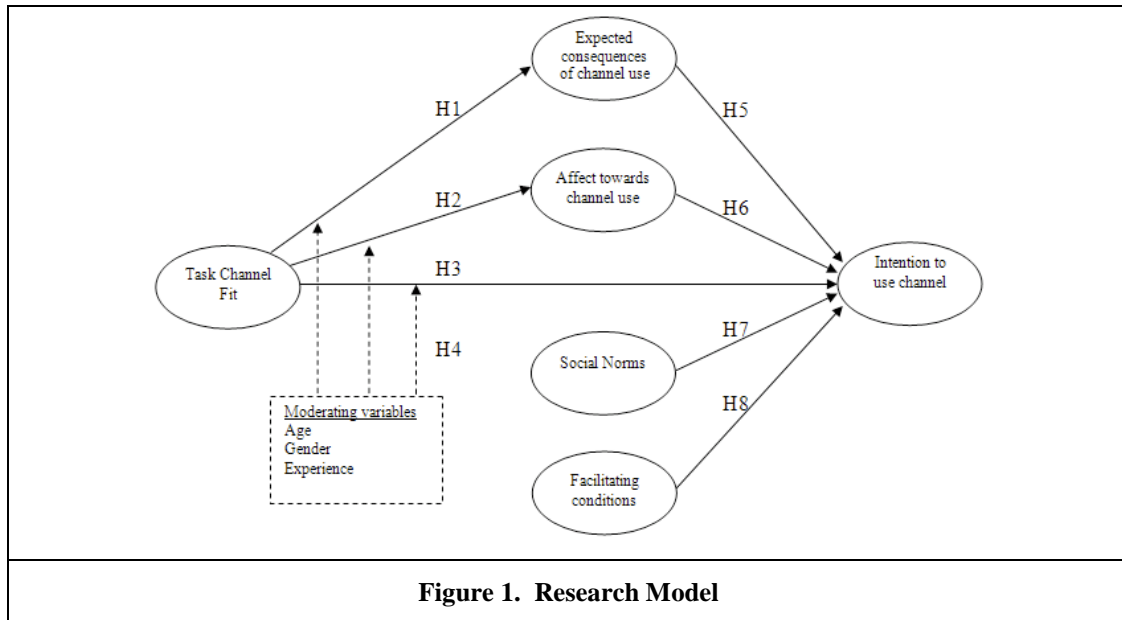 Expected
consequences
of channel use
H1
H5
Affect towards
channel use
H2
H6
Task Channel
Fit
H3
Intention to
use channel
H4
H7
Social Norms
H8
Moderating variables
Age
Gender
Experience
Facilitating
conditions
Figure 1. Research Model